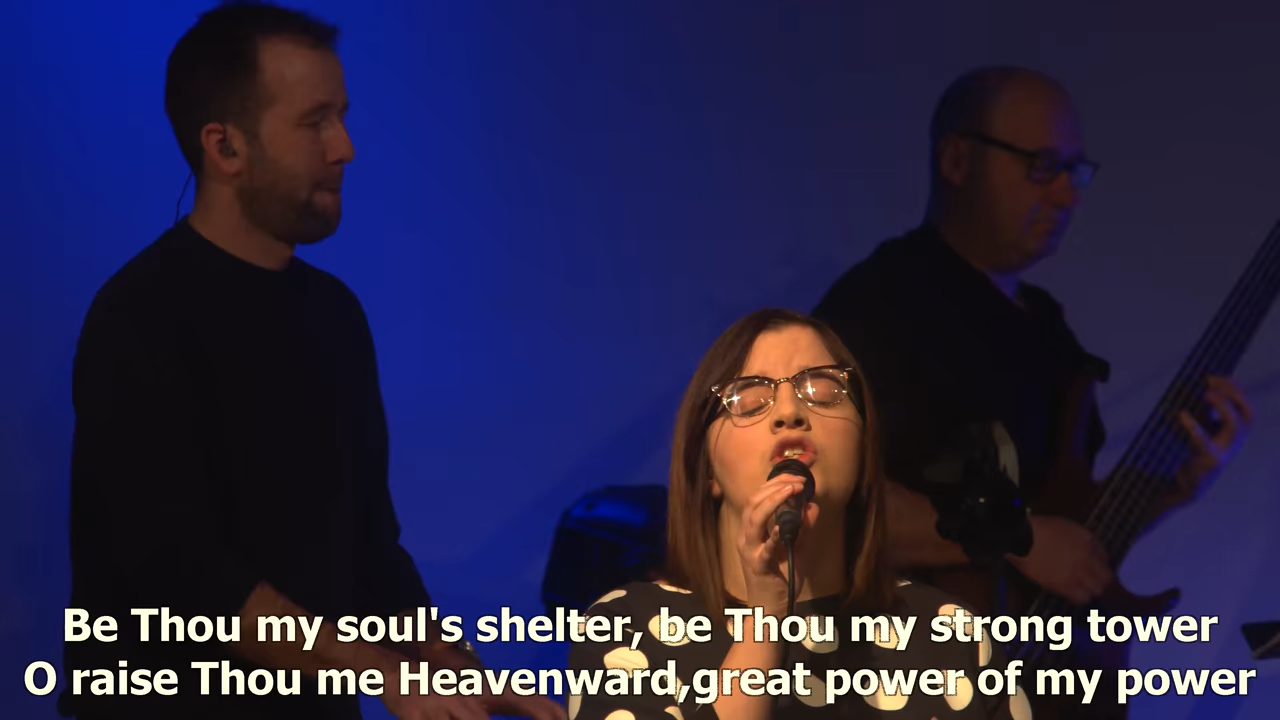 Be Thou my soul's shelter, be Thou my strong tower
O raise Thou me Heavenward,great power of my power